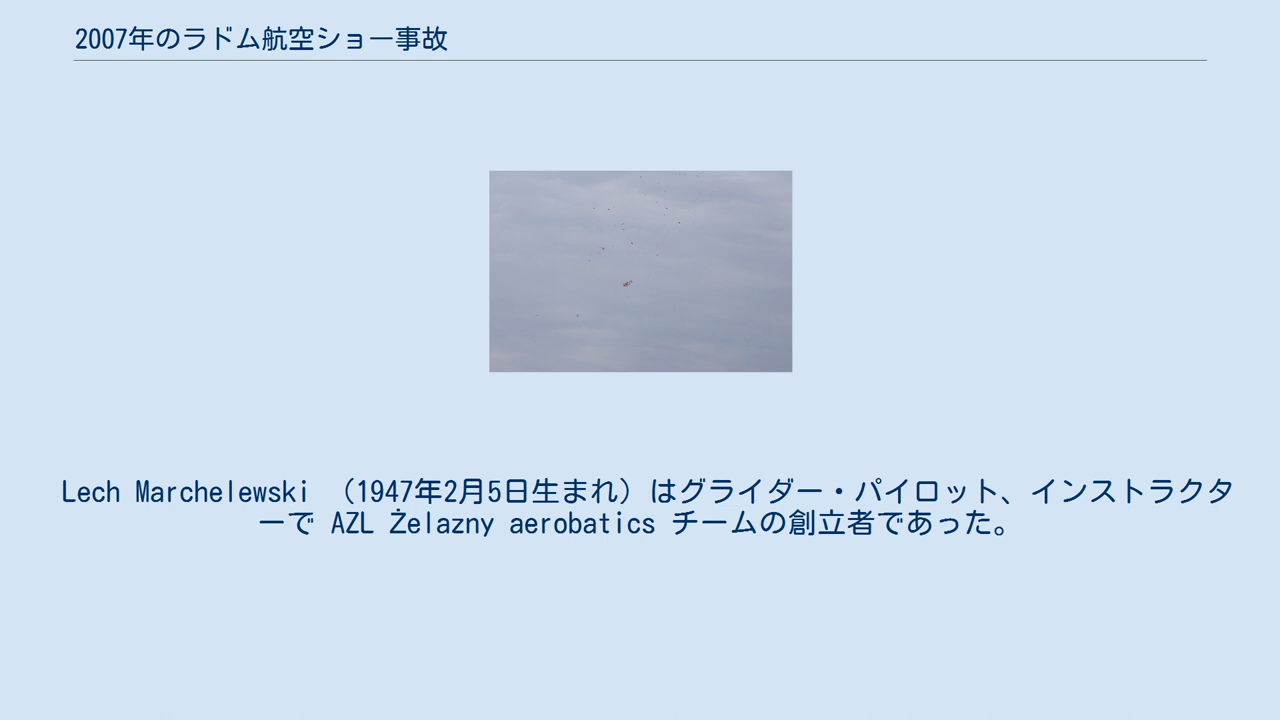 2007年のラドム航空ショー事故
Lech Marchelewski （1947年2月5日生まれ）はグライダー・パイロット、インストラクタ
ーで AZL Żelazny aerobatics チームの創立者であった。